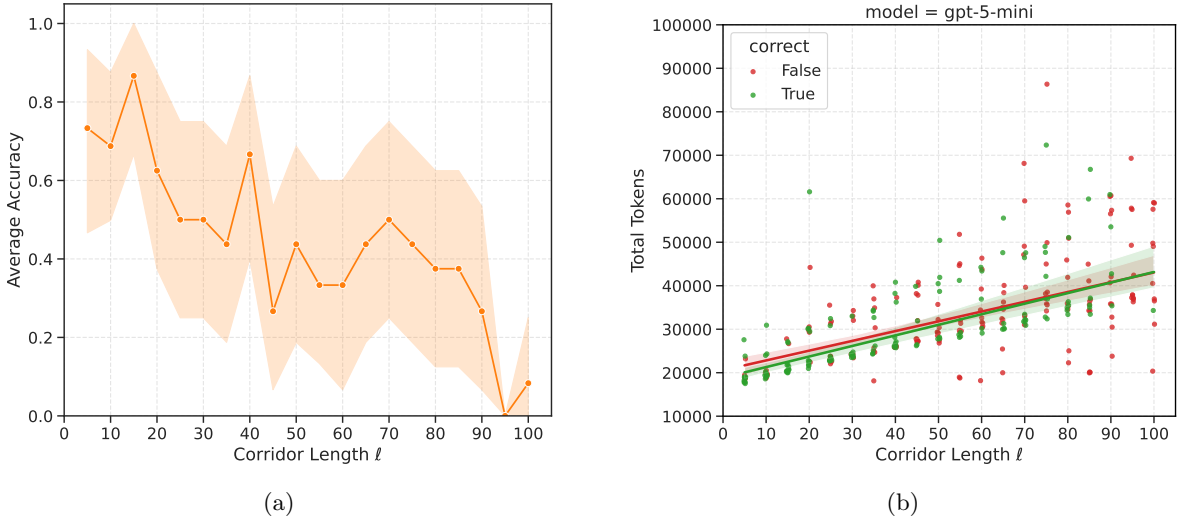 1.0
0.8
0.6
0.4
0.2
0.0
Average Accuracy
0 10 20 30 40 50 60 70 80 90 100
Corridor Length ℓ
(a)
model = gpt-5-mini
correct
False
True
100000
90000
80000
70000
60000
50000
40000
30000
20000
10000
Total Tokens
0 10 20 30 40 50 60 70 80 90 100
Corridor Length ℓ
(b)